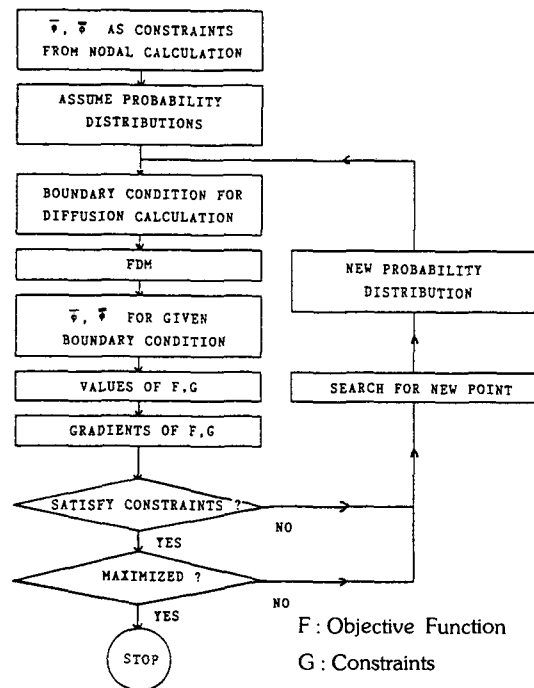 φ̄, φ̿ AS CONSTRAINTS
FROM NODAL CALCULATION
ASSUME PROBABILITY
DISTRIBUTIONS
BOUNDARY CONDITION FOR
DIFFUSION CALCULATION
FDM
φ̄, φ̿ FOR GIVEN
BOUNDARY CONDITION
VALUES OF F,G
GRADIENTS OF F,G
SATISFY CONSTRAINTS ?
NO
YES
MAXIMIZED ?
NO
YES
STOP
NEW PROBABILITY
DISTRIBUTION
SEARCH FOR NEW POINT
F : Objective Function
G : Constraints